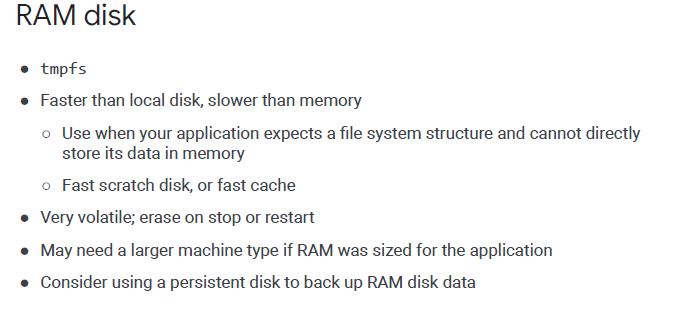 RAM disk
● tmpfs
● Faster than local disk, slower than memory
○ Use when your application expects a file system structure and cannot directly
store its data in memory
○ Fast scratch disk, or fast cache
● Very volatile; erase on stop or restart
● May need a larger machine type if RAM was sized for the application
● Consider using a persistent disk to back up RAM disk data